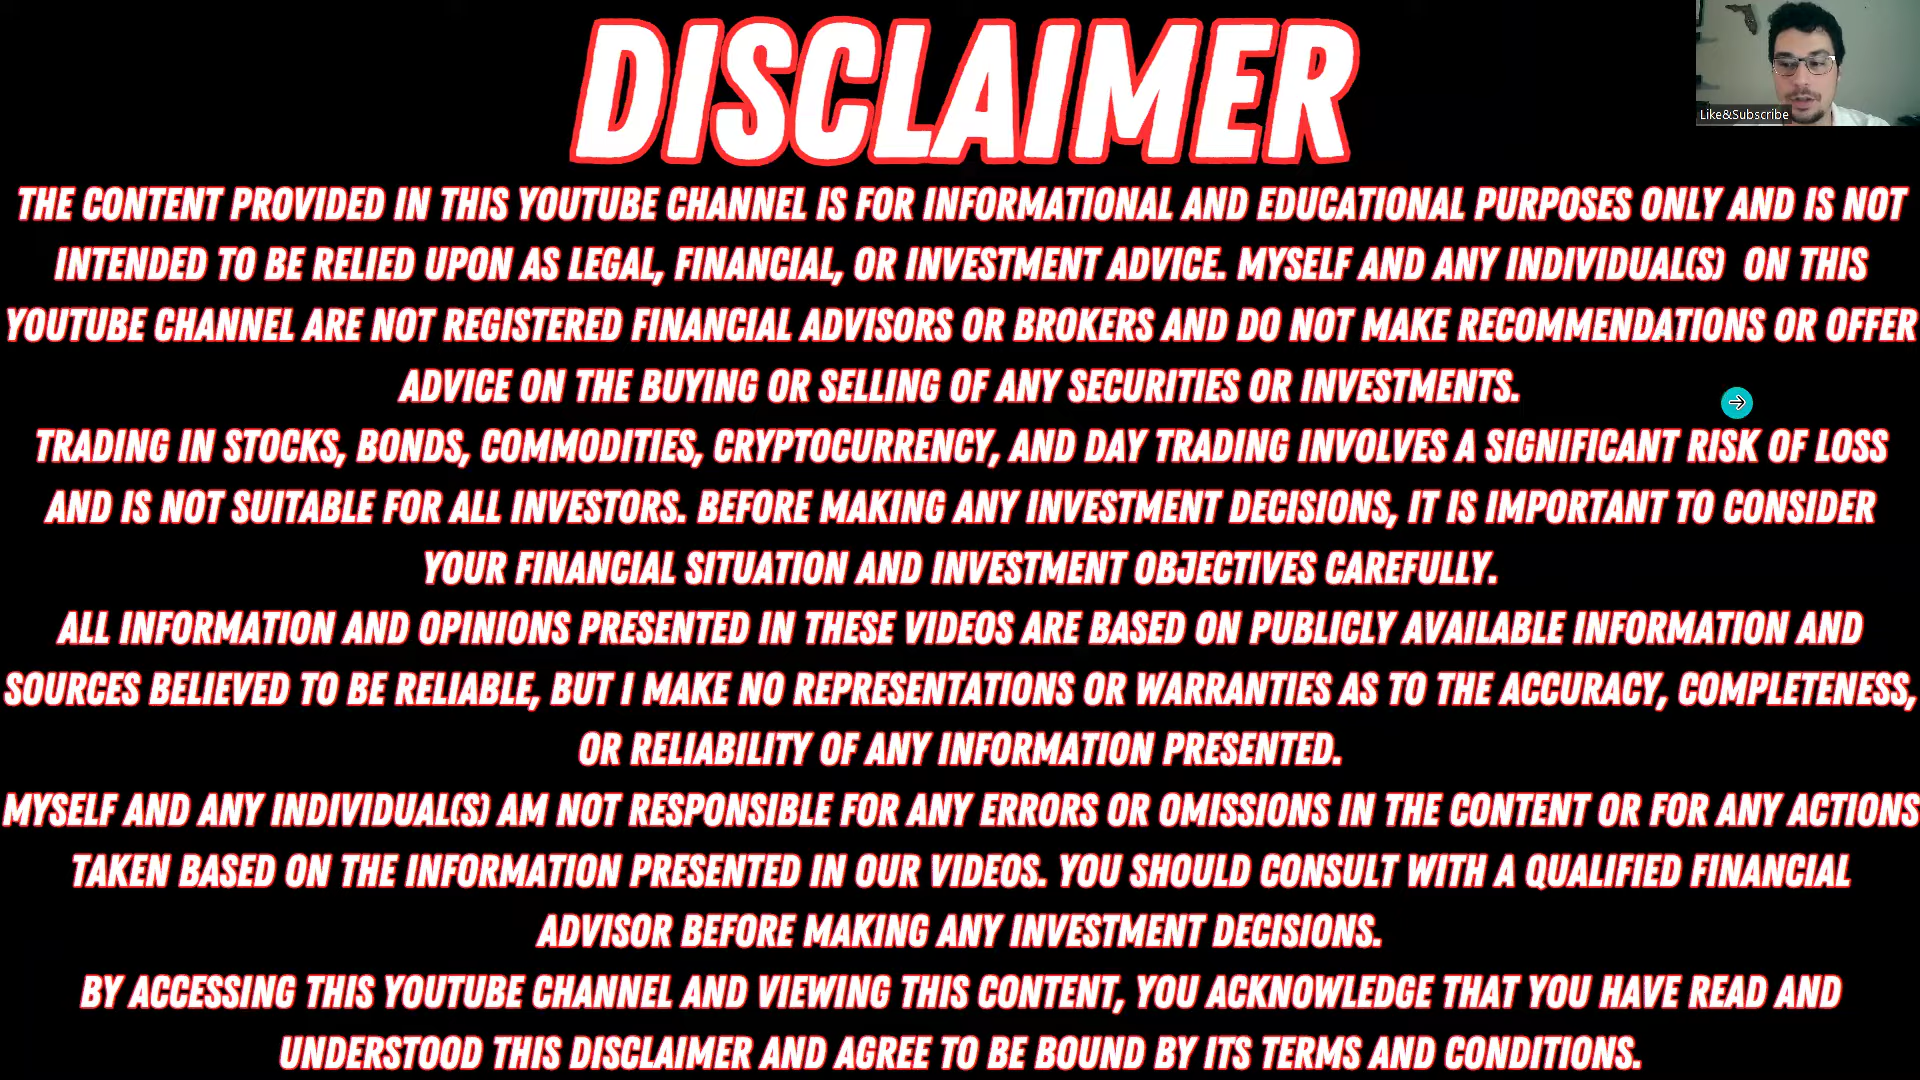 DISCLAIMER
Like&Subscribe
THE CONTENT PROVIDED IN THIS YOUTUBE CHANNEL IS FOR INFORMATIONAL AND EDUCATIONAL PURPOSES ONLY AND IS NOT
INTENDED TO BE RELIED UPON AS LEGAL, FINANCIAL, OR INVESTMENT ADVICE. MYSELF AND ANY INDIVIDUAL(S) ON THIS
YOUTUBE CHANNEL ARE NOT REGISTERED FINANCIAL ADVISORS OR BROKERS AND DO NOT MAKE RECOMMENDATIONS OR OFFER
ADVICE ON THE BUYING OR SELLING OF ANY SECURITIES OR INVESTMENTS.
TRADING IN STOCKS, BONDS, COMMODITIES, CRYPTOCURRENCY, AND DAY TRADING INVOLVES A SIGNIFICANT RISK OF LOSS
AND IS NOT SUITABLE FOR ALL INVESTORS. BEFORE MAKING ANY INVESTMENT DECISIONS, IT IS IMPORTANT TO CONSIDER
YOUR FINANCIAL SITUATION AND INVESTMENT OBJECTIVES CAREFULLY.
ALL INFORMATION AND OPINIONS PRESENTED IN THESE VIDEOS ARE BASED ON PUBLICLY AVAILABLE INFORMATION AND
SOURCES BELIEVED TO BE RELIABLE, BUT I MAKE NO REPRESENTATIONS OR WARRANTIES AS TO THE ACCURACY, COMPLETENESS,
OR RELIABILITY OF ANY INFORMATION PRESENTED.
MYSELF AND ANY INDIVIDUAL(S) AM NOT RESPONSIBLE FOR ANY ERRORS OR OMISSIONS IN THE CONTENT OR FOR ANY ACTIONS
TAKEN BASED ON THE INFORMATION PRESENTED IN OUR VIDEOS. YOU SHOULD CONSULT WITH A QUALIFIED FINANCIAL
ADVISOR BEFORE MAKING ANY INVESTMENT DECISIONS.
BY ACCESSING THIS YOUTUBE CHANNEL AND VIEWING THIS CONTENT, YOU ACKNOWLEDGE THAT YOU HAVE READ AND
UNDERSTOOD THIS DISCLAIMER AND AGREE TO BE BOUND BY ITS TERMS AND CONDITIONS.